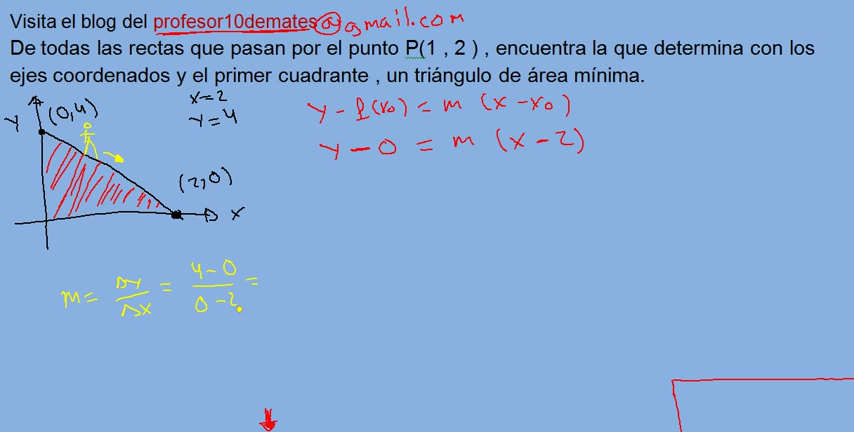 Visita el blog del profesor10demates@gmail.com
De todas las rectas que pasan por el punto P(1 , 2 ) , encuentra la que determina con los
ejes coordenados y el primer cuadrante , un triángulo de área mínima.
Y (0,4)
x=2
y=4
y-f(x₀) = m (x-x₀)
y-0 = m (x-2)
(2,0)
x
m = Δy/Δx = 4-0/0-2 =